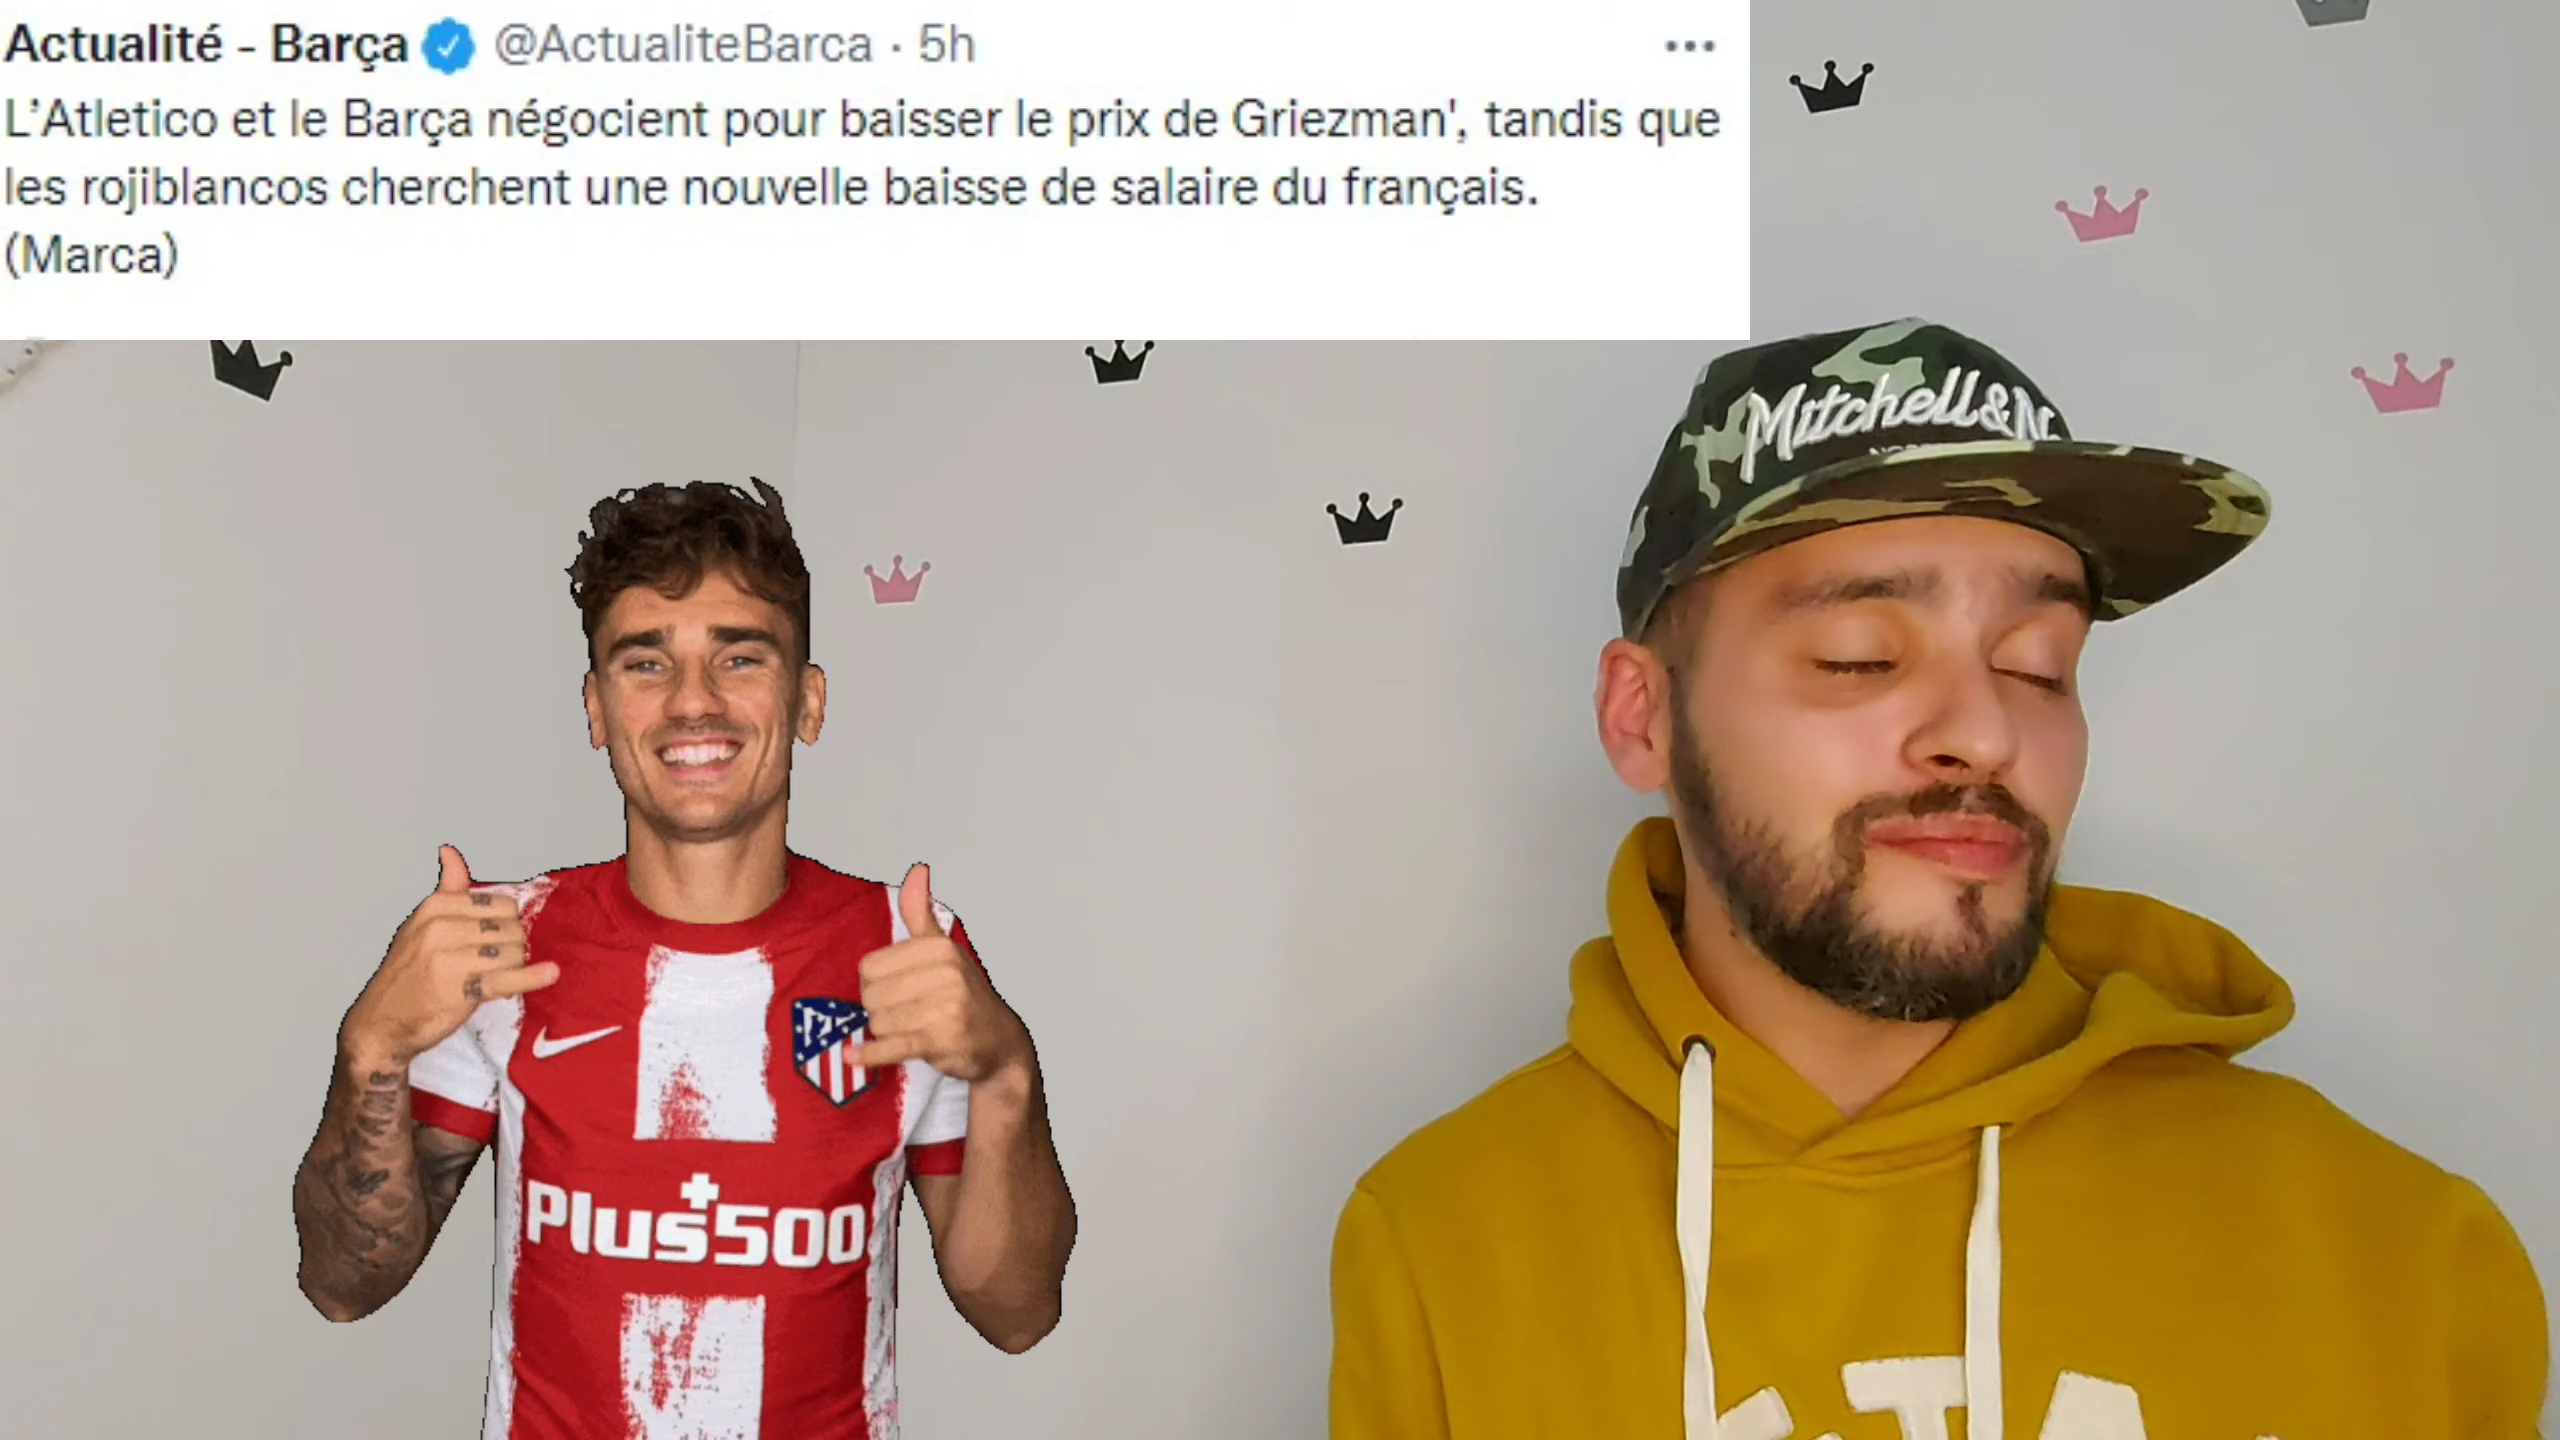 Actualité - Barça @ActualiteBarca · 5h
L’Atletico et le Barça négocient pour baisser le prix de Griezman', tandis que
les rojiblancos cherchent une nouvelle baisse de salaire du français.
(Marca)
Mitchell & N
Plus500